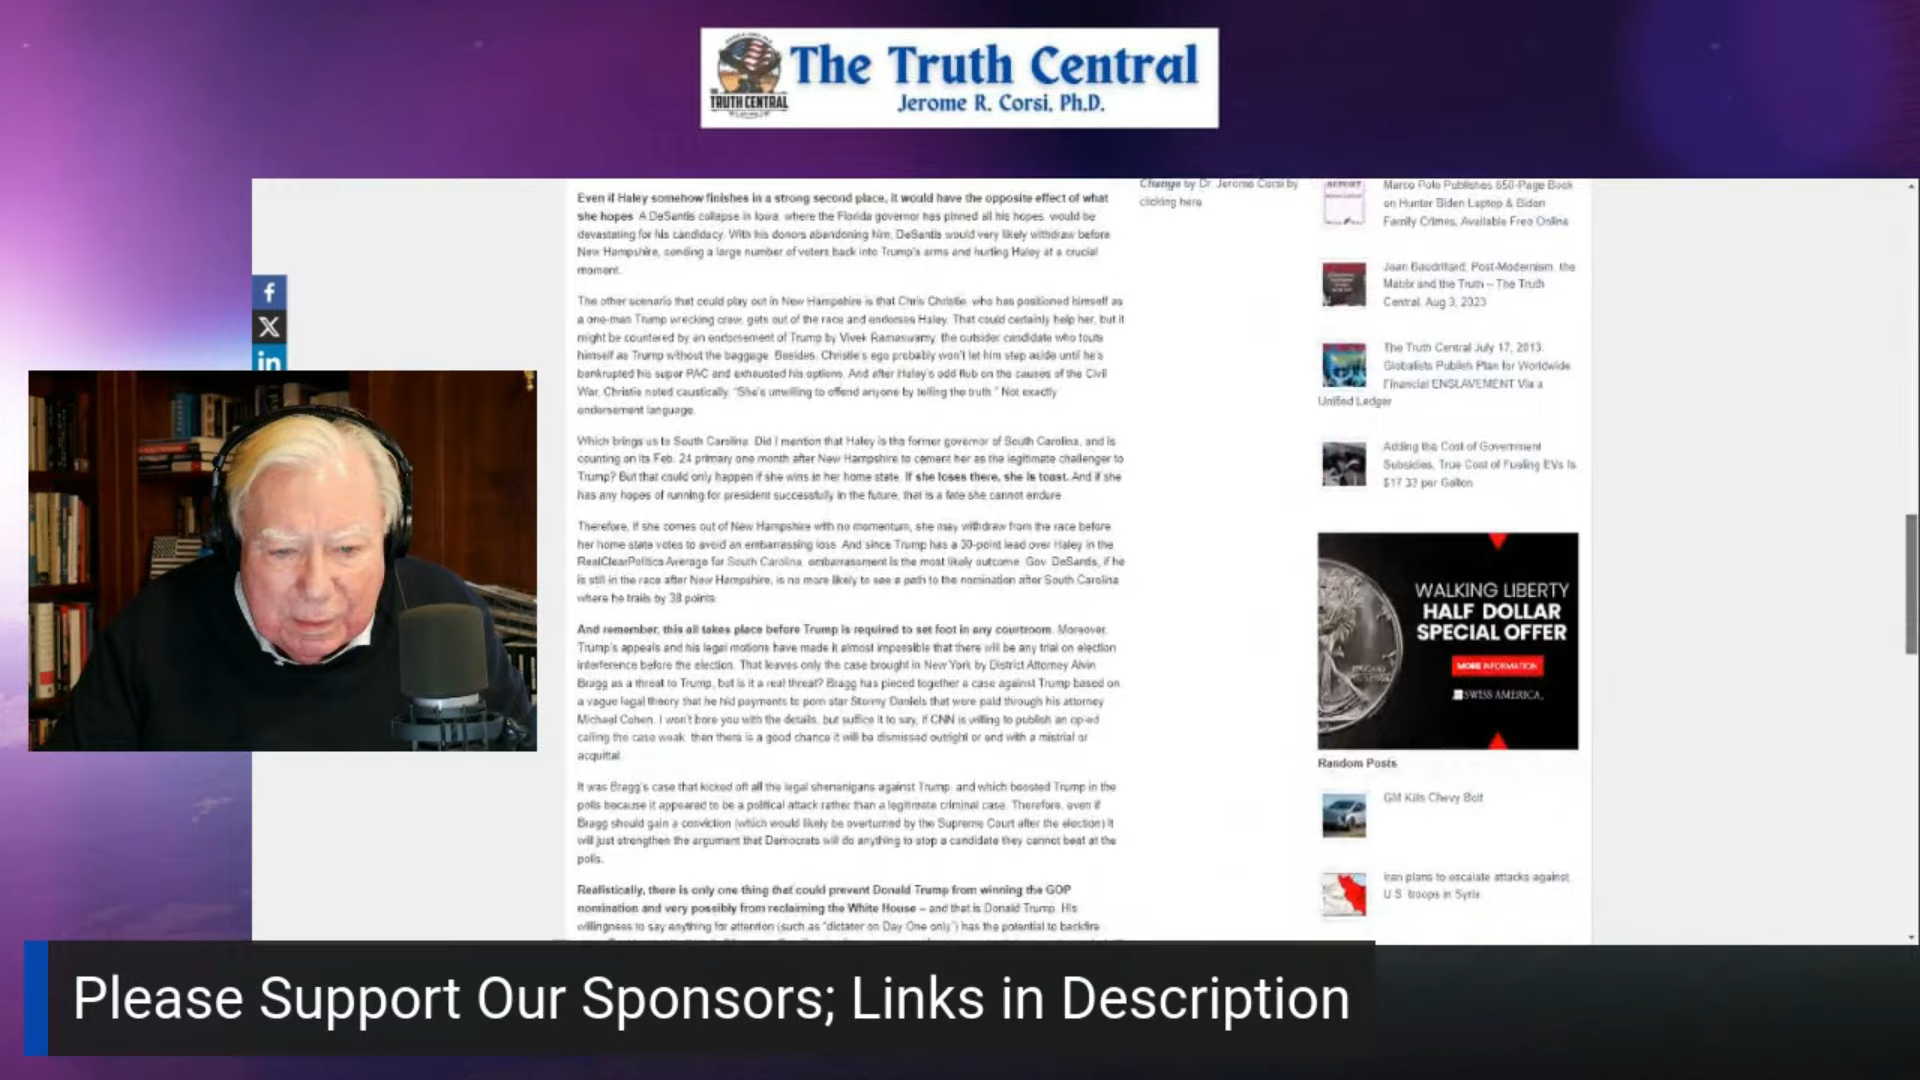 The Truth Central
Jerome R. Corsi, Ph.D.
THE
TRUTH CENTRAL
Even if Haley somehow finishes in a strong second place, it would have the opposite effect of what
she hopes. A DeSantis collapse in Iowa, where the Florida governor has pinned all his hopes, would be
devastating for his candidacy. With his donors abandoning him, DeSantis would very likely withdraw before
New Hampshire, sending a large number of voters back into Trump's arms and hurting Haley at a crucial
moment.
The other scenario that could play out in New Hampshire is that Chris Christie, who has positioned himself as
a one-man Trump wrecking crew, gets out of the race and endorses Haley. That could certainly help her, but it
might be countered by an endorsement of Trump by Vivek Ramaswamy, the outsider candidate who touts
himself as Trump without the baggage. Besides, Christie's ego probably won't let him step aside until he's
bankrupted his super PAC and exhausted his options. And after Haley's odd flub on the causes of the Civil
War, Christie noted caustically, "She's unwilling to offend anyone by telling the truth." Not exactly
endorsement language.
Which brings us to South Carolina. Did I mention that Haley is the former governor of South Carolina, and is
counting on its Feb. 24 primary one month after New Hampshire to cement her as the legitimate challenger to
Trump? But that could only happen if she wins in her home state. If she loses there, she is toast. And if she
has any hopes of running for president successfully in the future, that is a fate she cannot endure.
Therefore, if she comes out of New Hampshire with no momentum, she may withdraw from the race before
her home state votes to avoid an embarrassing loss. And since Trump has a 30-point lead over Haley in the
RealClearPolitics Average for South Carolina, embarrassment is the most likely outcome. Gov. DeSantis, if he
is still in the race after New Hampshire, is no more likely to see a path to the nomination after South Carolina
where he trails by 38 points.
And remember, this all takes place before Trump is required to set foot in any courtroom. Moreover,
Trump's appeals and his legal motions have made it almost impossible that there will be any trial on election
interference before the election. That leaves only the case brought in New York by District Attorney Alvin
Bragg as a threat to Trump, but is it a real threat? Bragg has pieced together a case against Trump based on
a vague legal theory that he hid payments to porn star Stormy Daniels that were paid through his attorney
Michael Cohen. I won't bore you with the details, but suffice it to say, if CNN is willing to publish an op-ed
calling the case weak, then there is a good chance it will be dismissed outright or end with a mistrial or
acquittal.
It was Bragg's case that kicked off all the legal shenanigans against Trump, and which boosted Trump in the
polls because it appeared to be a political attack rather than a legitimate criminal case. Therefore, even if
Bragg should gain a conviction (which would likely be overturned by the Supreme Court after the election) it
will just strengthen the argument that Democrats will do anything to stop a candidate they cannot beat at the
polls.
Realistically, there is only one thing that could prevent Donald Trump from winning the GOP
nomination and very possibly from reclaiming the White House – and that is Donald Trump. His
willingness to say anything for attention (such as "dictator on Day One only") has the potential to backfire
Change by Dr. Jerome Corsi by
clicking here
Marco Polo Publishes 650-Page Book
on Hunter Biden Laptop & Biden
Family Crimes, Available Free Online
Jean Baudrillard, Post-Modernism, the
Matrix and the Truth – The Truth
Central, Aug 3, 2023
The Truth Central July 17, 2013:
Globalists Publish Plan for Worldwide
Financial ENSLAVEMENT Via a
Unified Ledger
Adding the Cost of Government
Subsidies, True Cost of Fueling EVs Is
$17.33 per Gallon
WALKING LIBERTY
HALF DOLLAR
SPECIAL OFFER
MORE INFORMATION
SWISS AMERICA
Random Posts
GM Kills Chevy Bolt
Iran plans to escalate attacks against
U.S. troops in Syria
f
X
in
Please Support Our Sponsors; Links in Description